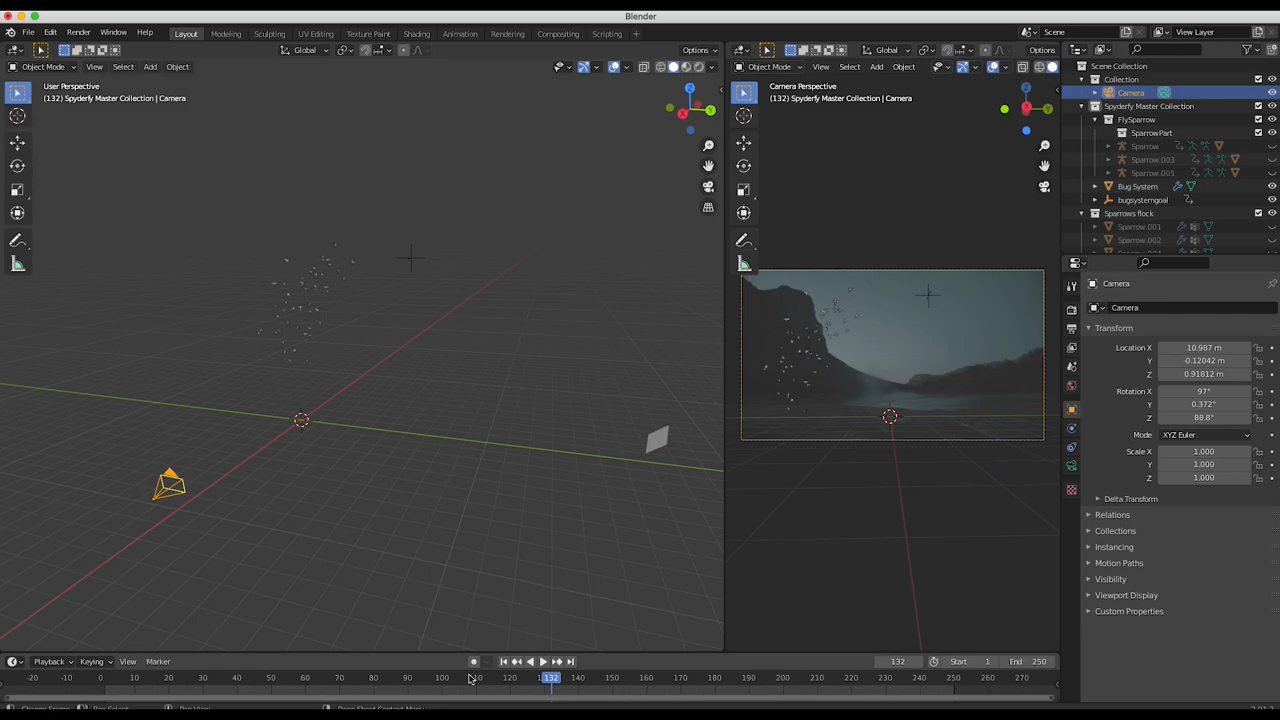 Blender
File Edit Render Window Help Layout Modeling Sculpting UV Editing Texture Paint Shading Animation Rendering Compositing Scripting Scene View Layer
Global Options Global Options
Object Mode View Select Add Object Object Mode View Select Add Object
User Perspective
(132) Spyderfy Master Collection | Camera
Z
Y
X
Camera Perspective
(132) Spyderfy Master Collection | Camera
Z
Y
X
Scene Collection
Collection
Camera
Spyderfy Master Collection
FlySparrow
SparrowPart
Sparrow
Sparrow.003
Sparrow.005
Bug System
bugsystemgoal
Sparrows flock
Sparrow.001
Sparrow.002
Camera
Camera
Transform
Location X 10.987 m
Y -0.12042 m
Z 0.91812 m
Rotation X 97°
Y 0.372°
Z 88.8°
Mode XYZ Euler
Scale X 1.000
Y 1.000
Z 1.000
Delta Transform
Relations
Collections
Instancing
Motion Paths
Visibility
Viewport Display
Custom Properties
Playback Keying View Marker 132 Start 1 End 250
-20 -10 0 10 20 30 40 50 60 70 80 90 100 120 132 140 150 160 170 180 190 200 210 220 230 240 250 260 270